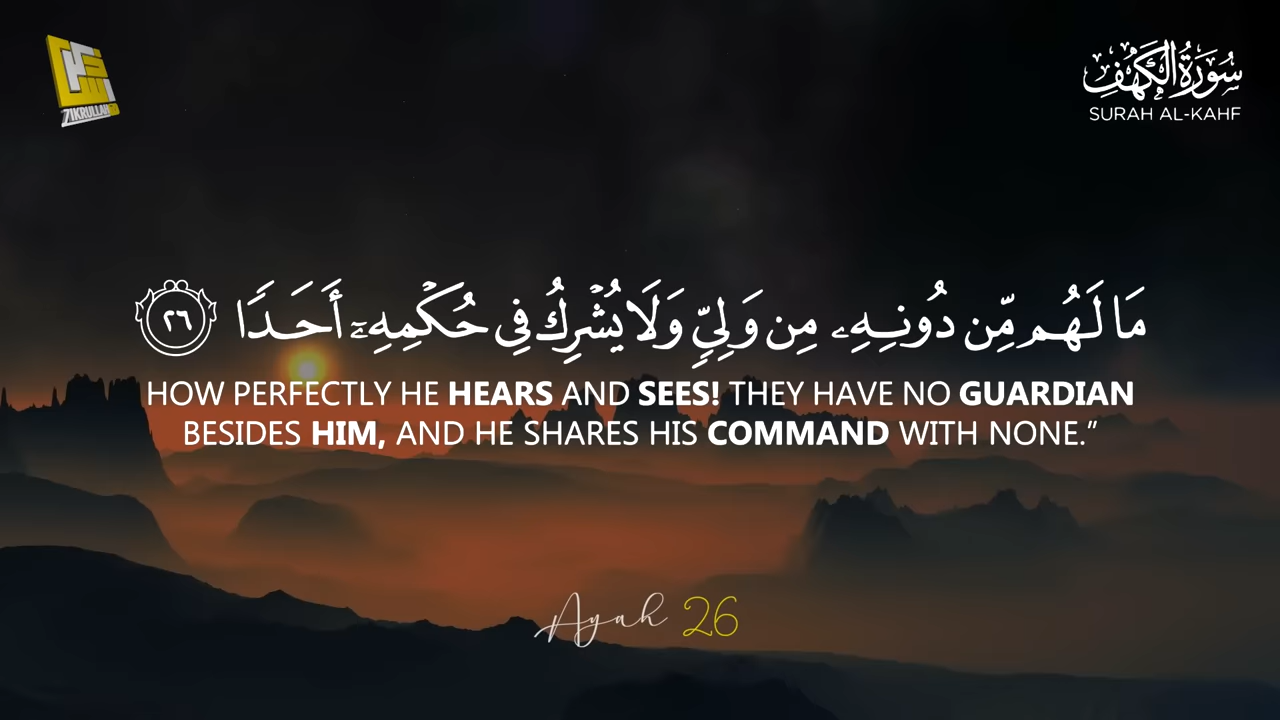 ZIKRULLAH TV
سُورَةُ الْكَهْفِ
SURAH AL-KAHF
مَا لَهُم مِّن دُونِهِۦ مِن وَلِىٍّ وَلَا يُشْرِكُ فِى حُكْمِهِۦٓ أَحَدًا ٢٦
HOW PERFECTLY HE HEARS AND SEES! THEY HAVE NO GUARDIAN
BESIDES HIM, AND HE SHARES HIS COMMAND WITH NONE.”
Ayah 26